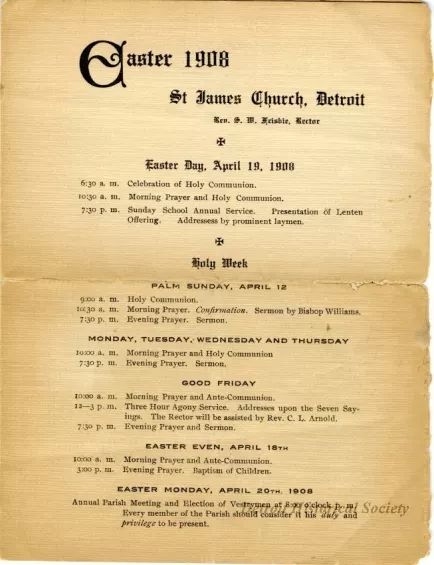 Easter 1908
St James Church, Detroit
Rev. S. W. Frisbie, Rector
Easter Day, April 19, 1908
6:30 a. m. Celebration of Holy Communion.
10:30 a. m. Morning Prayer and Holy Communion.
7:30 p. m. Sunday School Annual Service. Presentation of Lenten
Offering. Addressess by prominent laymen.
Holy Week
PALM SUNDAY, APRIL 12
9:00 a. m. Holy Communion.
10:30 a. m. Morning Prayer. Confirmation. Sermon by Bishop Williams.
7:30 p. m. Evening Prayer. Sermon.
MONDAY, TUESDAY, WEDNESDAY AND THURSDAY
10:00 a. m. Morning Prayer and Holy Communion
7:30 p. m. Evening Prayer. Sermon.
GOOD FRIDAY
10:00 a. m. Morning Prayer and Ante-Communion.
12—3 p. m. Three Hour Agony Service. Addresses upon the Seven Say-
ings. The Rector will be assisted by Rev. C. L. Arnold.
7:30 p. m. Evening Prayer and Sermon.
EASTER EVEN, APRIL 18TH
10:00 a. m. Morning Prayer and Ante-Communion.
3:00 p. m. Evening Prayer. Baptism of Children.
EASTER MONDAY, APRIL 20TH, 1908
Annual Parish Meeting and Election of Vestrymen at 8:00 o'clock p. m.
Detroit Historical Society
Every member of the Parish should consider it his duty and
privilege to be present.